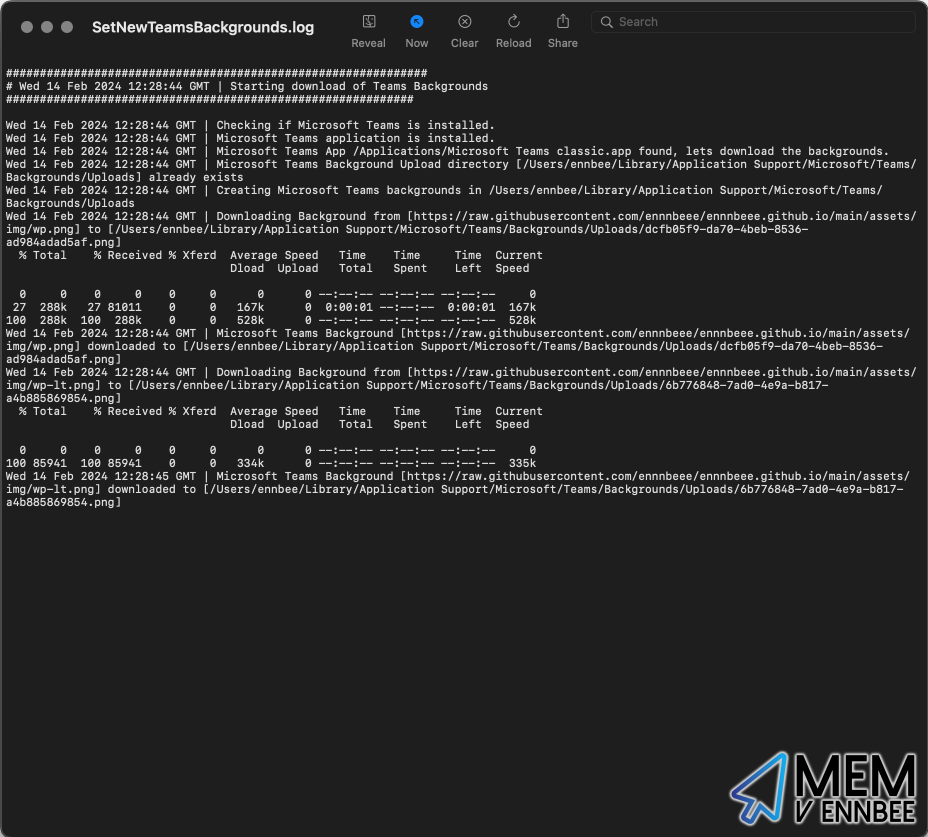 SetNewTeamsBackgrounds.log
Reveal Now Clear Reload Share
Search
##############################################################
# Wed 14 Feb 2024 12:28:44 GMT | Starting download of Teams Backgrounds
############################################################
Wed 14 Feb 2024 12:28:44 GMT | Checking if Microsoft Teams is installed.
Wed 14 Feb 2024 12:28:44 GMT | Microsoft Teams application is installed.
Wed 14 Feb 2024 12:28:44 GMT | Microsoft Teams App /Applications/Microsoft Teams classic.app found, lets download the backgrounds.
Wed 14 Feb 2024 12:28:44 GMT | Microsoft Teams Background Upload directory [/Users/ennbee/Library/Application Support/Microsoft/Teams/
Backgrounds/Uploads] already exists
Wed 14 Feb 2024 12:28:44 GMT | Creating Microsoft Teams backgrounds in /Users/ennbee/Library/Application Support/Microsoft/Teams/
Backgrounds/Uploads
Wed 14 Feb 2024 12:28:44 GMT | Downloading Background from [https://raw.githubusercontent.com/ennnbeee/ennnbeee.github.io/main/assets/
img/wp.png] to [/Users/ennbee/Library/Application Support/Microsoft/Teams/Backgrounds/Uploads/dcfb05f9-da70-4beb-8536-
ad984adad5af.png]
  % Total    % Received % Xferd  Average Speed   Time    Time     Time  Current
                                 Dload  Upload   Total   Spent    Left  Speed
  0     0    0     0    0     0      0      0 --:--:-- --:--:-- --:--:--     0
 27  288k   27 81011    0     0   167k      0  0:00:01 --:--:--  0:00:01  167k
100  288k  100  288k    0     0   528k      0 --:--:-- --:--:-- --:--:--  528k
Wed 14 Feb 2024 12:28:44 GMT | Microsoft Teams Background [https://raw.githubusercontent.com/ennnbeee/ennnbeee.github.io/main/assets/
img/wp.png] downloaded to [/Users/ennbee/Library/Application Support/Microsoft/Teams/Backgrounds/Uploads/dcfb05f9-da70-4beb-8536-
ad984adad5af.png]
Wed 14 Feb 2024 12:28:44 GMT | Downloading Background from [https://raw.githubusercontent.com/ennnbeee/ennnbeee.github.io/main/assets/
img/wp-lt.png] to [/Users/ennbee/Library/Application Support/Microsoft/Teams/Backgrounds/Uploads/6b776848-7ad0-4e9a-b817-
a4b885869854.png]
  % Total    % Received % Xferd  Average Speed   Time    Time     Time  Current
                                 Dload  Upload   Total   Spent    Left  Speed
  0     0    0     0    0     0      0      0 --:--:-- --:--:-- --:--:--     0
100 85941  100 85941    0     0   334k      0 --:--:-- --:--:-- --:--:--  335k
Wed 14 Feb 2024 12:28:45 GMT | Microsoft Teams Background [https://raw.githubusercontent.com/ennnbeee/ennnbeee.github.io/main/assets/
img/wp-lt.png] downloaded to [/Users/ennbee/Library/Application Support/Microsoft/Teams/Backgrounds/Uploads/6b776848-7ad0-4e9a-b817-
a4b885869854.png]
MEM
V ENNBEE